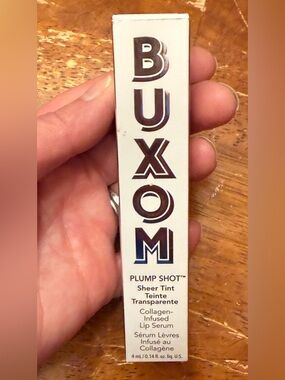 BUXOM
PLUMP SHOT™
Sheer Tint
Teinte
Transparente
Collagen-
Infused
Lip Serum
Sérum Lèvres
Infusé au
Collagène
4 mL / 0.14 fl. oz. liq. U.S.